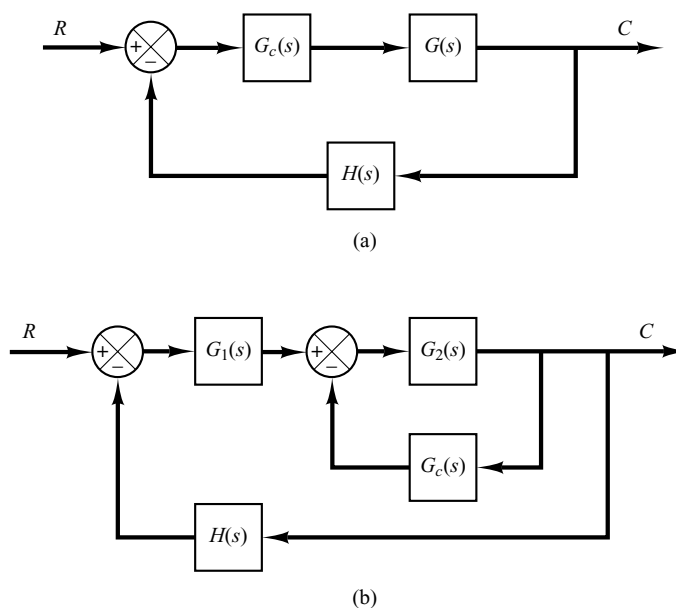 R C
+ −
G_c(s) G(s)
H(s)
(a)
R C
+ − G_1(s) + − G_2(s)
G_c(s)
H(s)
(b)